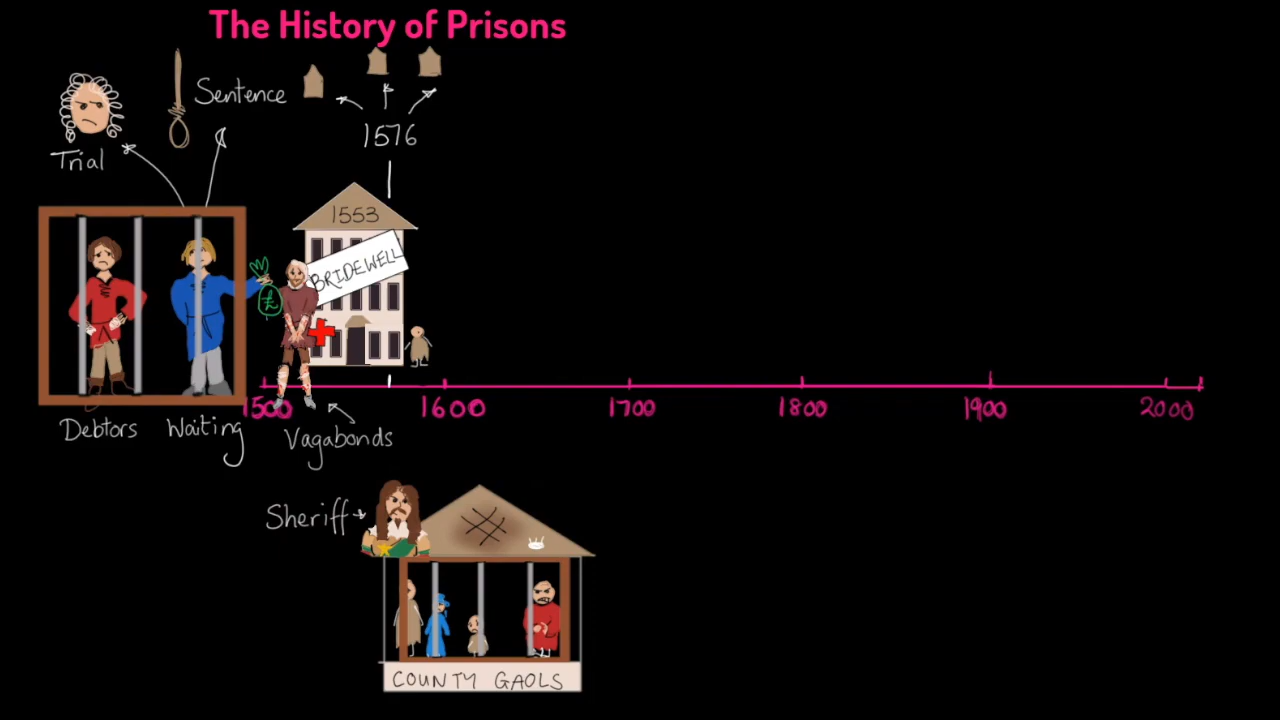 The History of Prisons
Sentence
1576
Trial
1553
BRIDEWELL
£
1500
1600
1700
1800
1900
2000
Debtors
Waiting
Vagabonds
Sheriff
COUNTY GAOLS